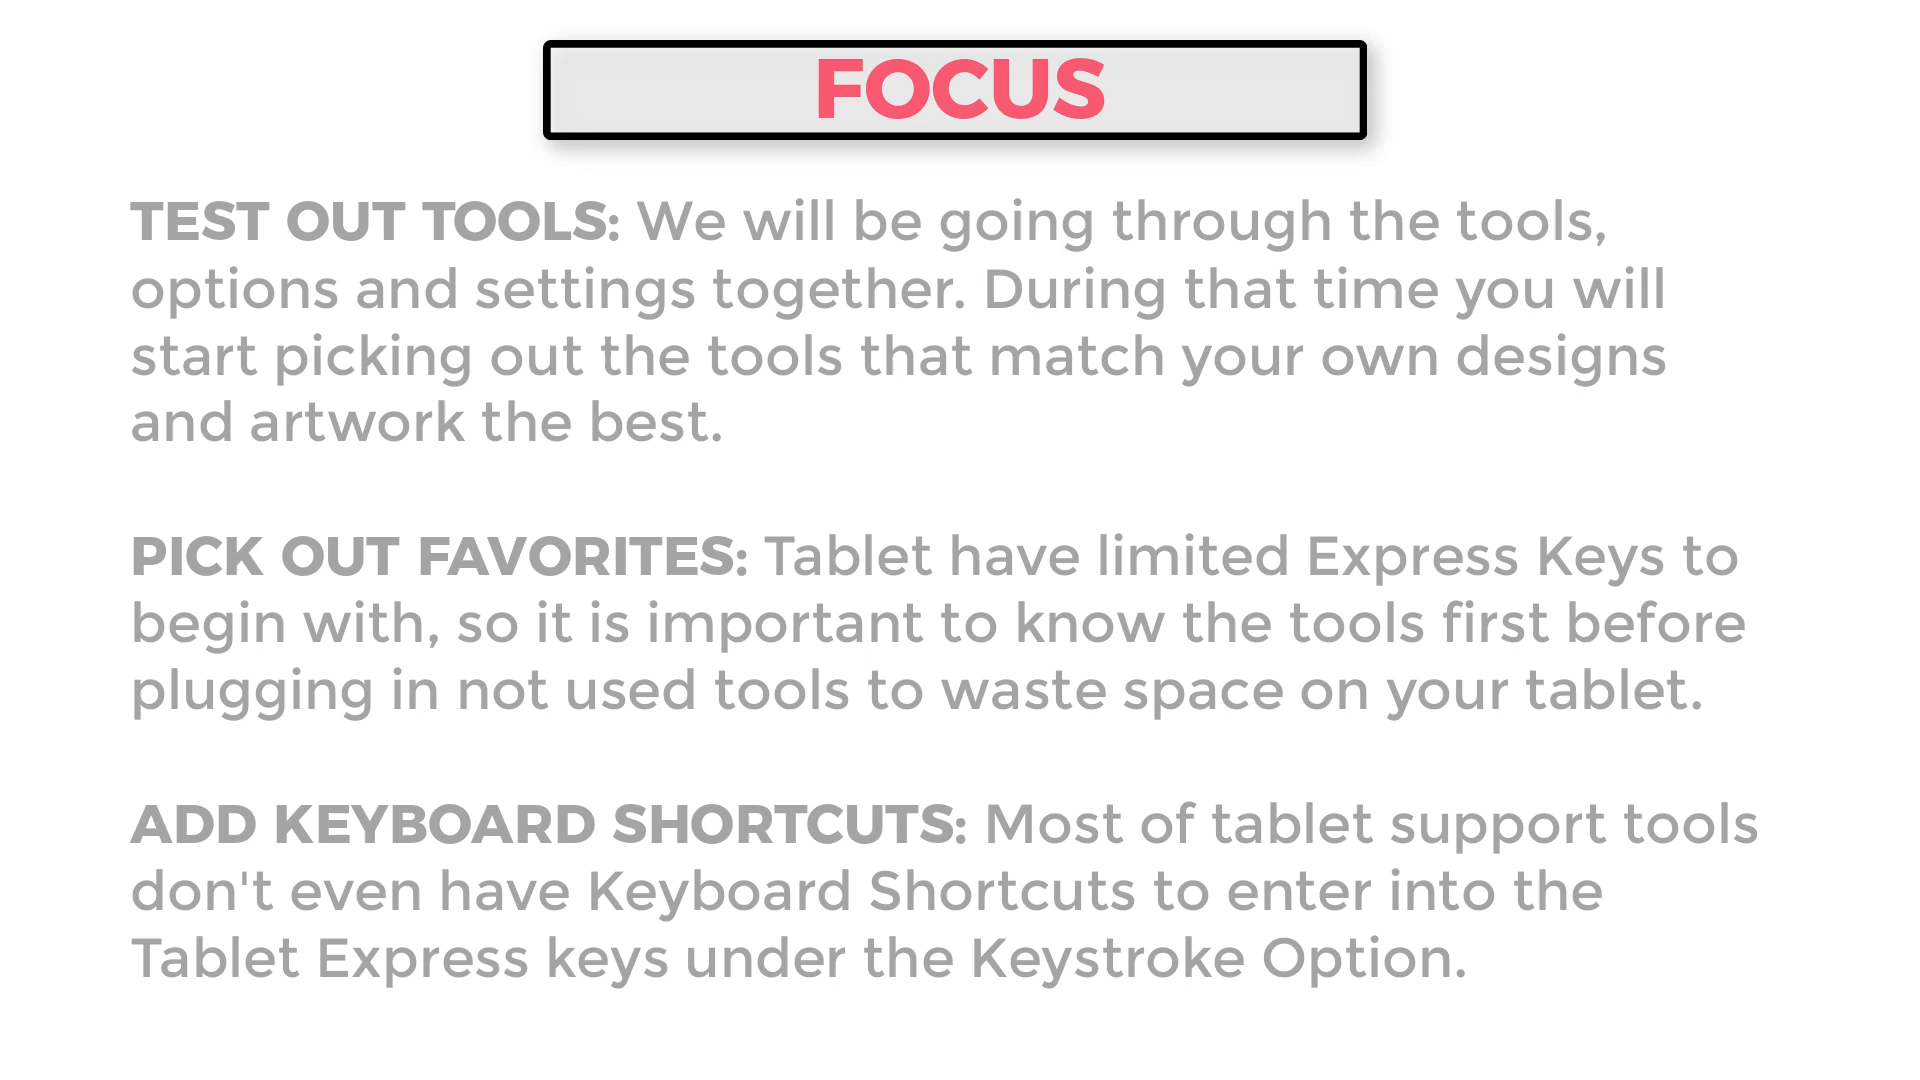 FOCUS
TEST OUT TOOLS: We will be going through the tools,
options and settings together. During that time you will
start picking out the tools that match your own designs
and artwork the best.
PICK OUT FAVORITES: Tablet have limited Express Keys to
begin with, so it is important to know the tools first before
plugging in not used tools to waste space on your tablet.
ADD KEYBOARD SHORTCUTS: Most of tablet support tools
don't even have Keyboard Shortcuts to enter into the
Tablet Express keys under the Keystroke Option.